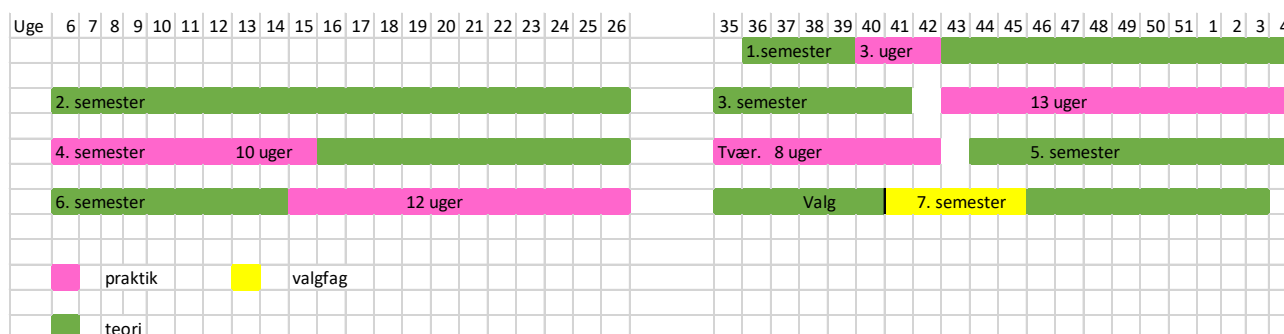 Uge 6 7 8 9 10 11 12 13 14 15 16 17 18 19 20 21 22 23 24 25 26 35 36 37 38 39 40 41 42 43 44 45 46 47 48 49 50 51 1 2 3 4
1.semester 3. uger
2. semester 3. semester 13 uger
4. semester 10 uger Tvær. 8 uger 5. semester
6. semester 12 uger Valg 7. semester
praktik valgfag
teori